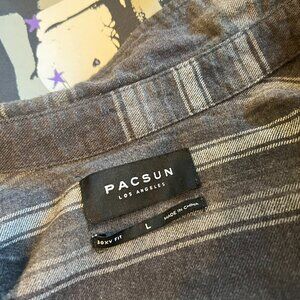 PACSUN
LOS ANGELES
BOXY FIT L MADE IN CHINA